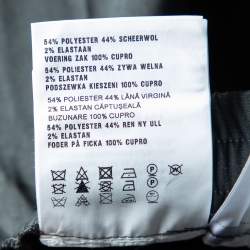 54% POLYESTER 44% SCHEERWOL
2% ELASTAAN
VOERING ZAK 100% CUPRO
54% POLIESTER 44% ŻYWA WEŁNA
2% ELASTAN
PODSZEWKA KIESZENI 100% CUPRO
54% POLIESTER 44% LÂNĂ VIRGINĂ
2% ELASTAN CĂPTUŞEALĂ
BUZUNARE 100% CUPRO
54% POLYESTER 44% REN NY ULL
2% ELASTAN
FODER PÅ FICKA 100% CUPRO